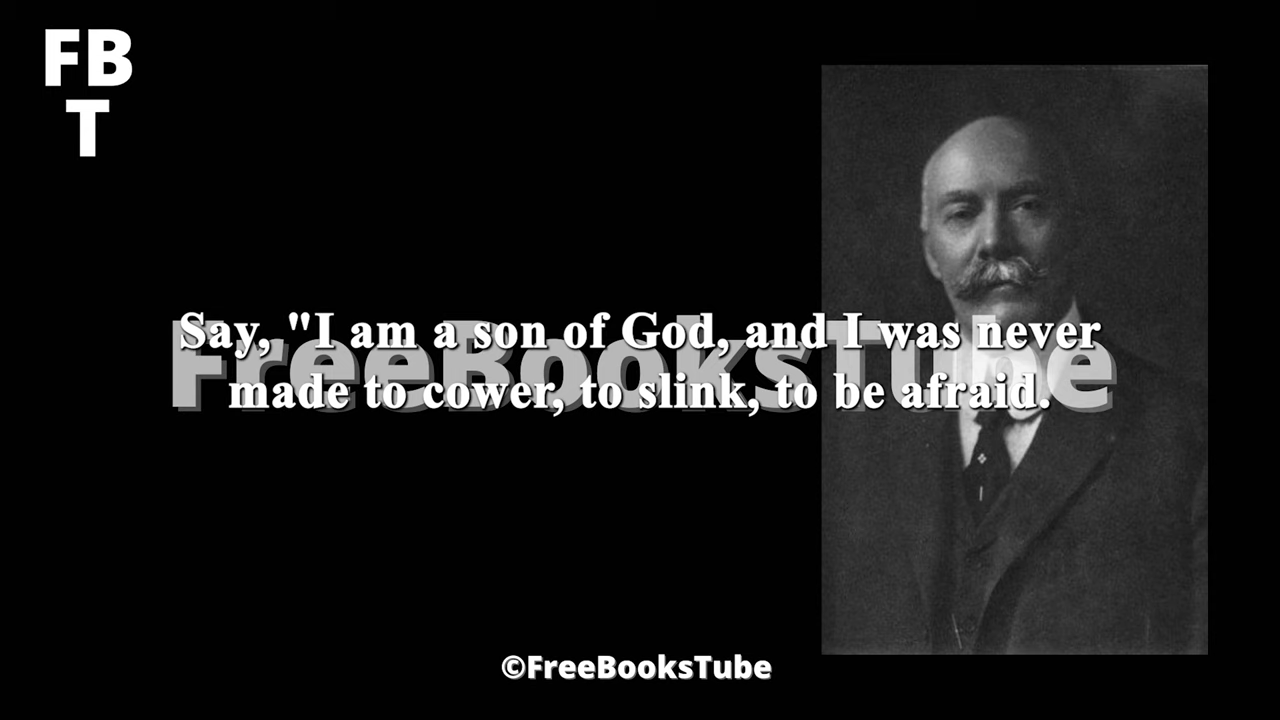 FB
T
Say, "I am a son of God, and I was never
FreeBooksTube
made to cower, to slink, to be afraid.
©FreeBooksTube